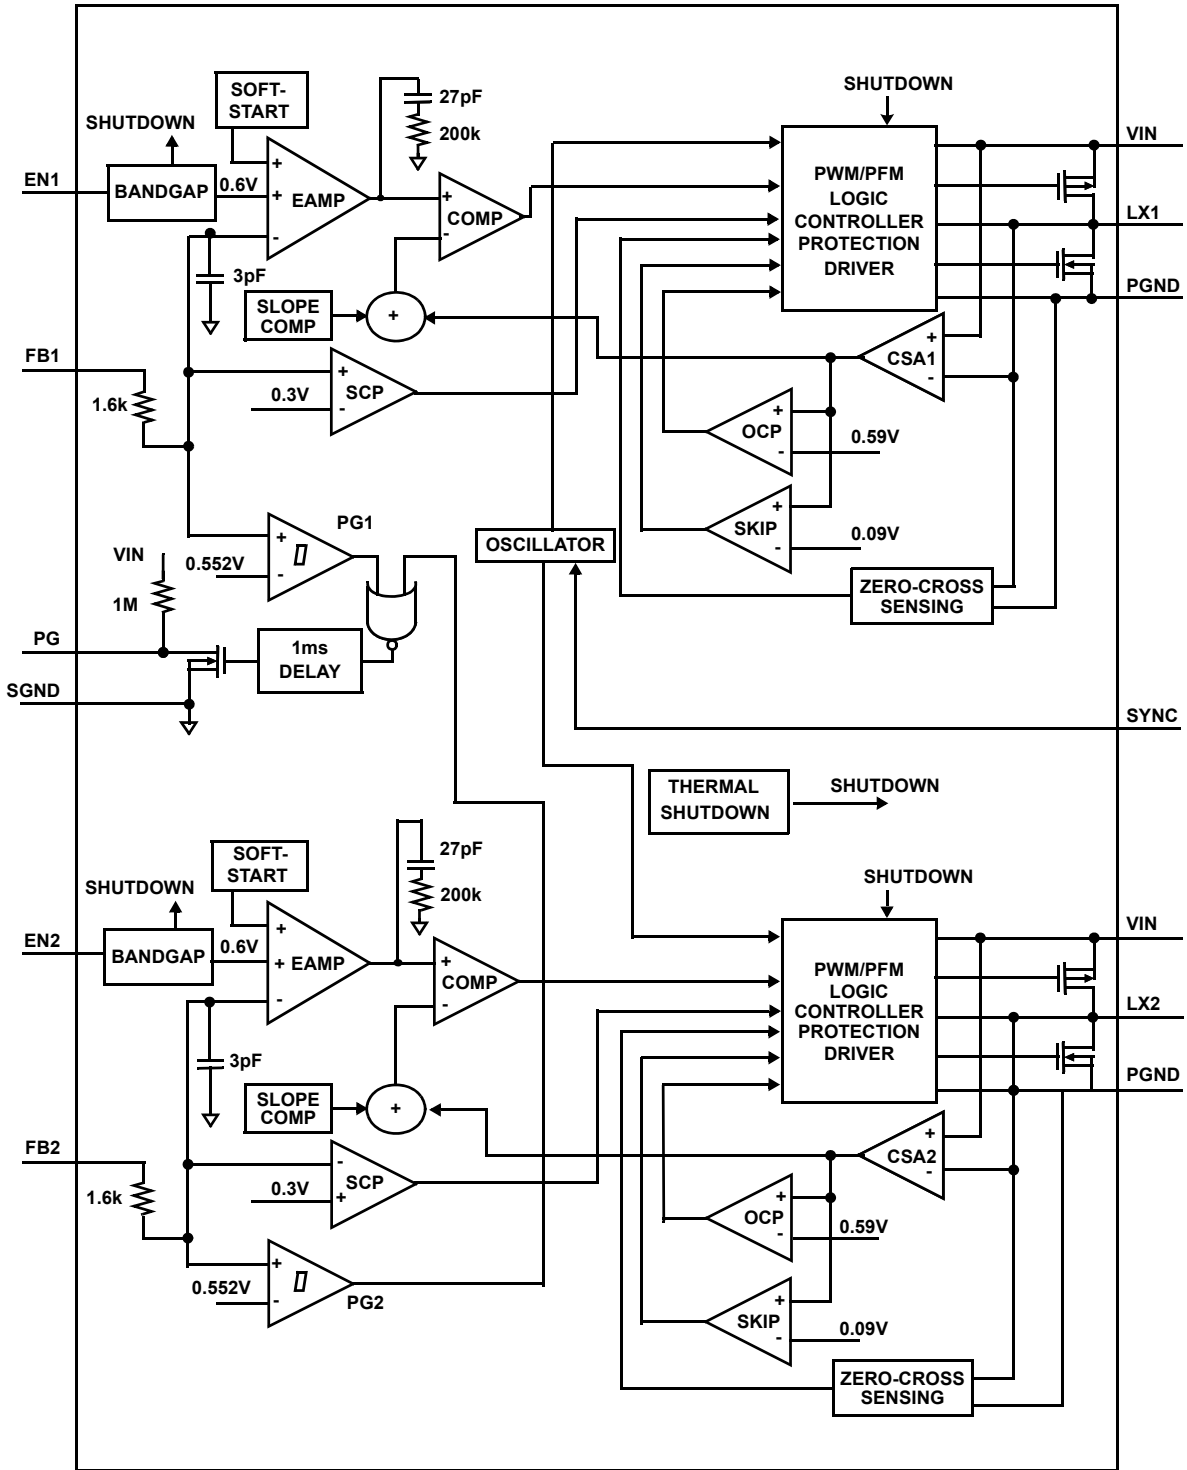 SHUTDOWN
SOFT-
START
27pF
200k
SHUTDOWN
VIN
EN1
BANDGAP
0.6V
+
+
-
EAMP
+
-
COMP
PWM/PFM
LOGIC
CONTROLLER
PROTECTION
DRIVER
LX1
3pF
PGND
SLOPE
COMP
+
+
-
CSA1
FB1
1.6k
+
-
SCP
0.3V
+
-
OCP
0.59V
PG1
+
-
0.552V
OSCILLATOR
+
-
SKIP
0.09V
VIN
1M
ZERO-CROSS
SENSING
PG
1ms
DELAY
SGND
SYNC
THERMAL
SHUTDOWN
SHUTDOWN
SOFT-
START
27pF
200k
SHUTDOWN
SHUTDOWN
VIN
EN2
BANDGAP
0.6V
+
+
-
EAMP
+
-
COMP
PWM/PFM
LOGIC
CONTROLLER
PROTECTION
DRIVER
LX2
3pF
PGND
SLOPE
COMP
+
+
-
CSA2
FB2
1.6k
-
+
SCP
0.3V
+
-
OCP
0.59V
+
-
0.552V
PG2
+
-
SKIP
0.09V
ZERO-CROSS
SENSING